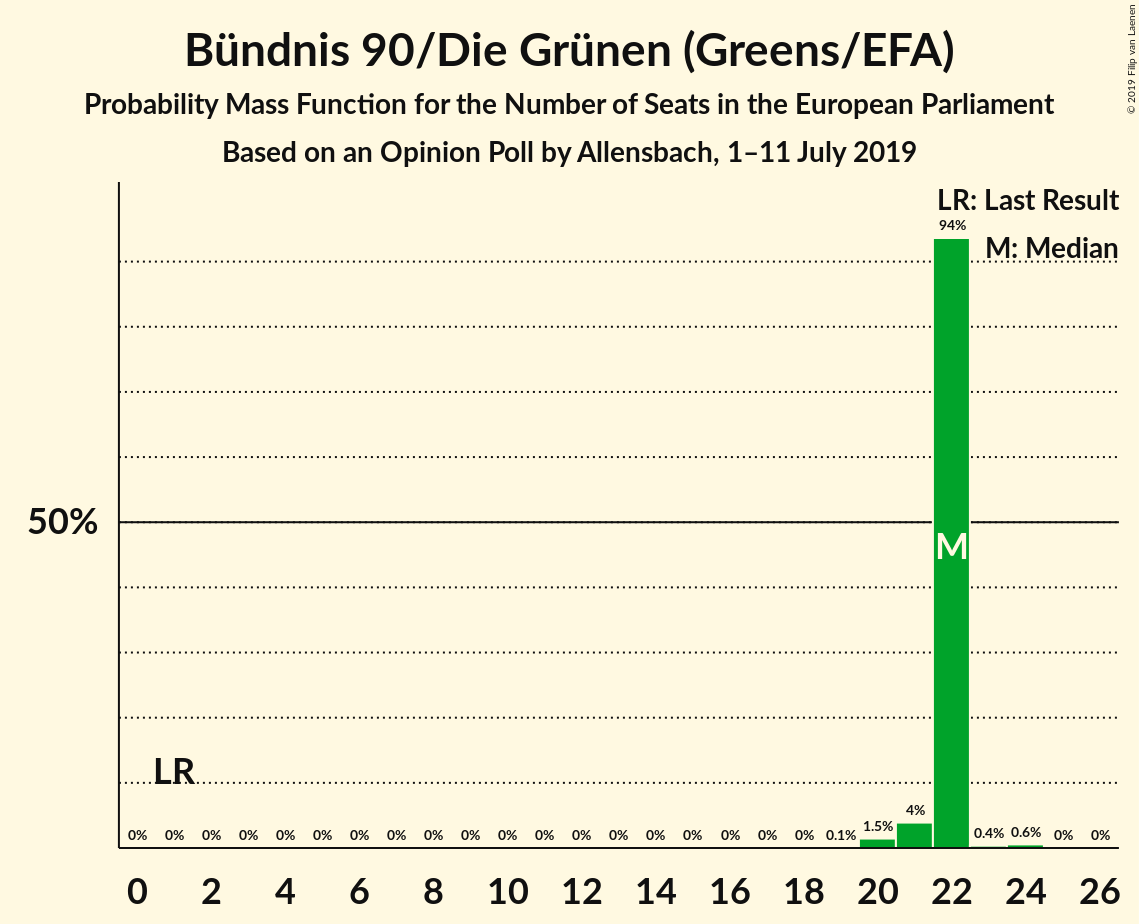 © 2019 Filip van Laenen
Bündnis 90/Die Grünen (Greens/EFA)
Probability Mass Function for the Number of Seats in the European Parliament
Based on an Opinion Poll by Allensbach, 1–11 July 2019
LR: Last Result
94%
M: Median
50%
M
LR
0% 0% 0% 0% 0% 0% 0% 0% 0% 0% 0% 0% 0% 0% 0% 0% 0% 0% 0% 0.1% 1.5% 4% 0.4% 0.6% 0% 0%
0 2 4 6 8 10 12 14 16 18 20 22 24 26